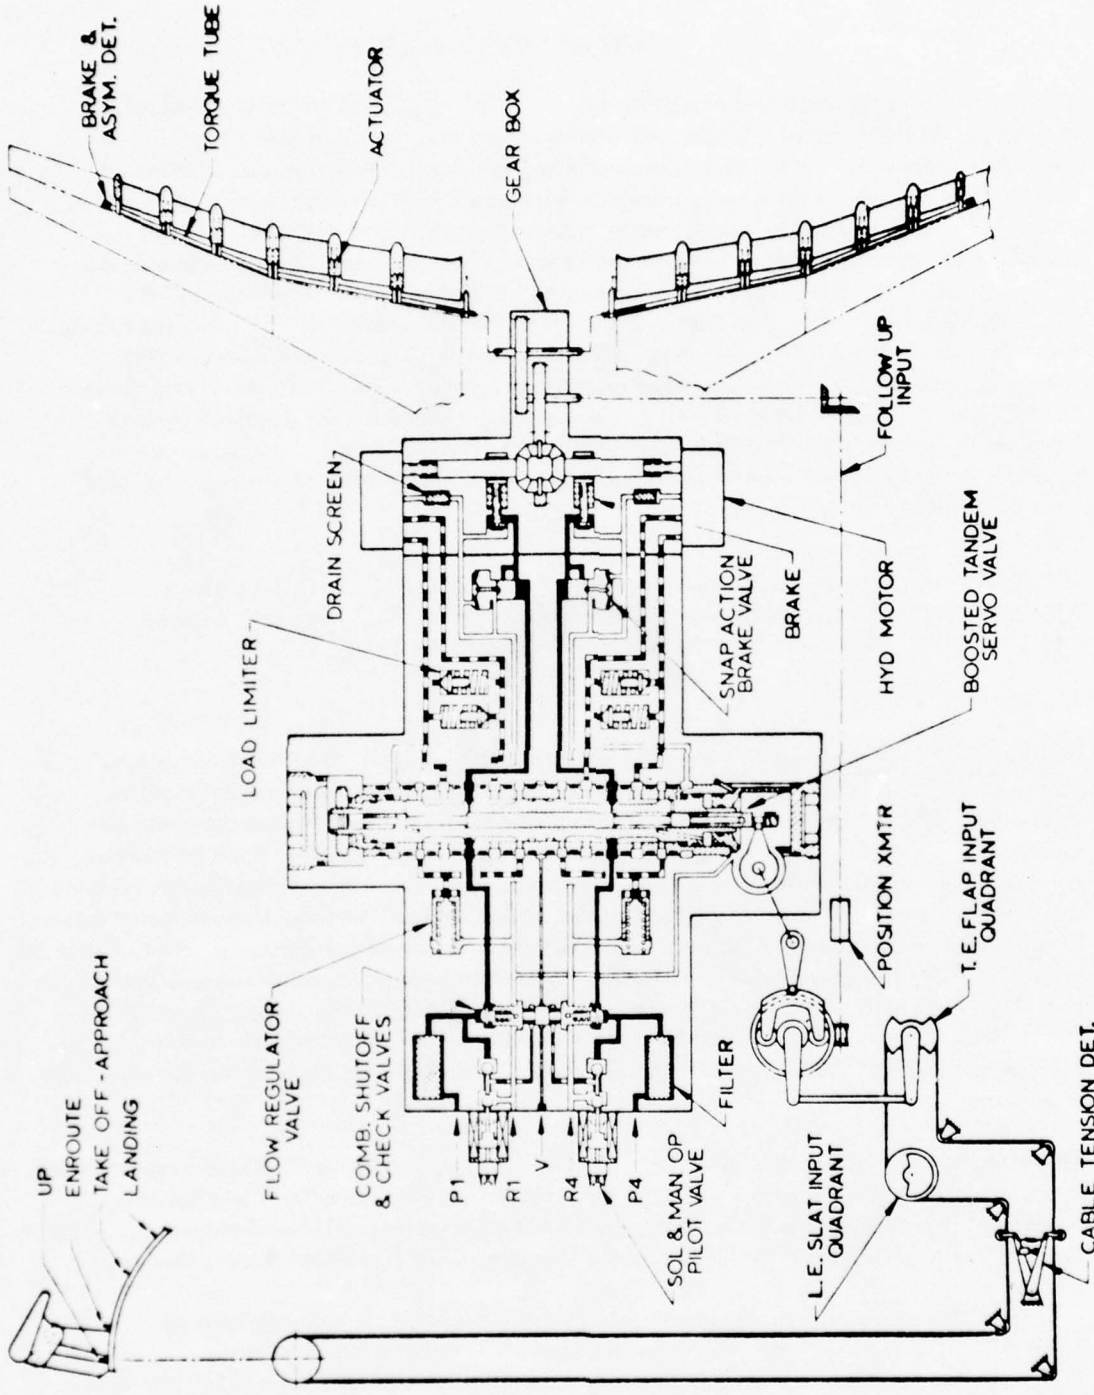 UP
ENROUTE
TAKE OFF-APPROACH
LANDING
FLOW REGULATOR
VALVE
COMB. SHUTOFF
& CHECK VALVES
LOAD LIMITER
DRAIN SCREEN
BRAKE &
ASYM. DET.
TORQUE TUBE
ACTUATOR
GEAR BOX
P1
R1
V
R4
P4
SOL & MAN OP
PILOT VALVE
FILTER
SNAP ACTION
BRAKE VALVE
BRAKE
HYD MOTOR
FOLLOW UP
INPUT
BOOSTED TANDEM
SERVO VALVE
POSITION XMTR
T. E. FLAP INPUT
QUADRANT
L.E. SLAT INPUT
QUADRANT
CABLE TENSION DET.